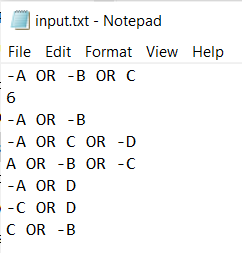 input.txt - Notepad
File Edit Format View Help
-A OR -B OR C
6
-A OR -B
-A OR C OR -D
A OR -B OR -C
-A OR D
-C OR D
C OR -B